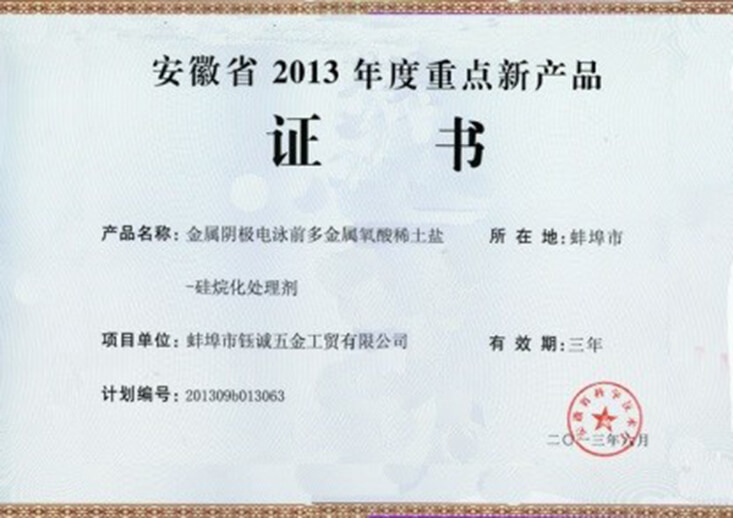 安徽省 2013 年度重点新产品
证 书
产品名称: 金属阴极电泳前多金属氧酸稀土盐 所 在 地: 蚌埠市
-硅烷化处理剂
项目单位: 蚌埠市钰诚五金工贸有限公司 有 效 期: 三年
计划编号: 201309b013063
安徽省科学技术
二〇一三年六月